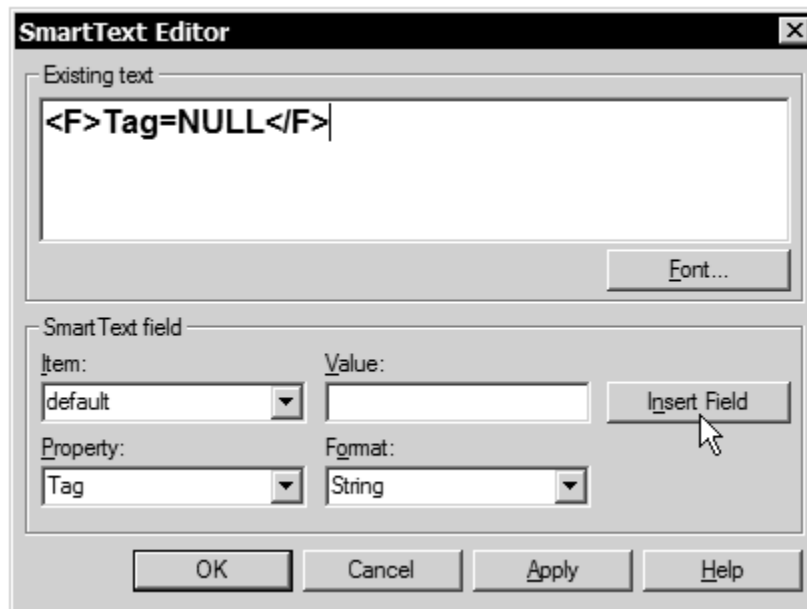 SmartText Editor
Existing text
<F>Tag=NULL</F>
Font...
SmartText field
Item:
Value:
default
Insert Field
Property:
Format:
Tag
String
OK
Cancel
Apply
Help